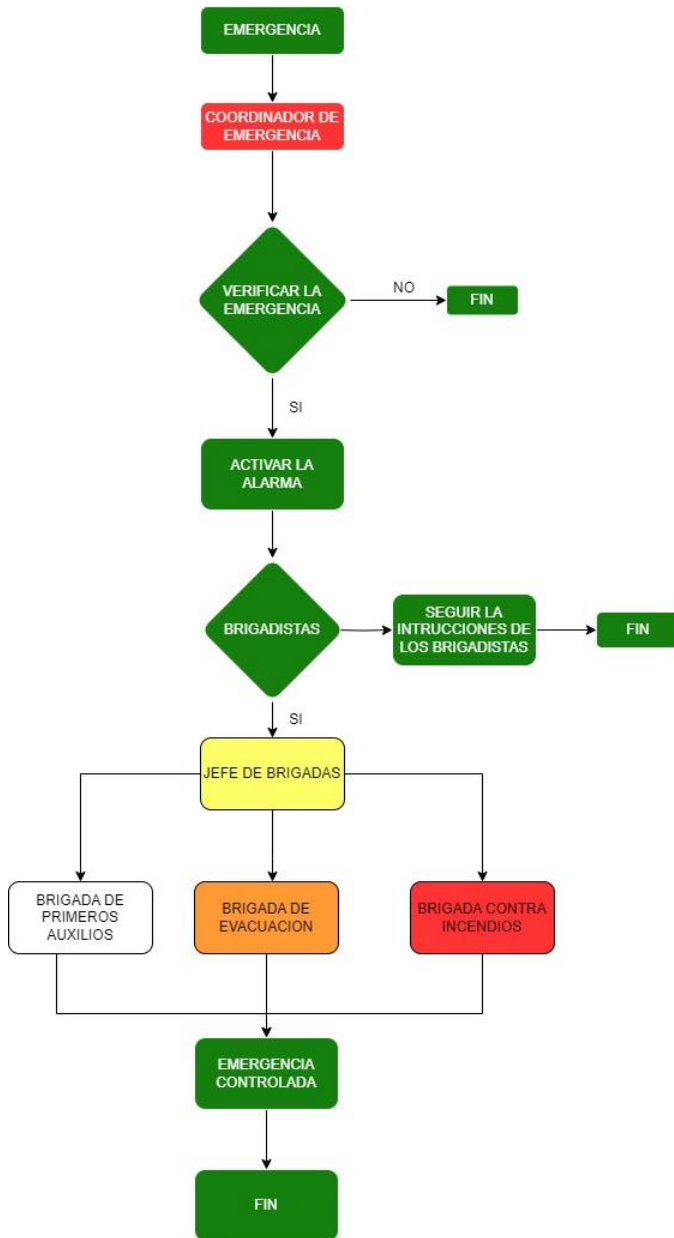 EMERGENCIA
COORDINADOR DE
EMERGENCIA
VERIFICAR LA
EMERGENCIA
NO
FIN
SI
ACTIVAR LA
ALARMA
BRIGADISTAS
SEGUIR LA
INTRUCCIONES DE
LOS BRIGADISTAS
FIN
SI
JEFE DE BRIGADAS
BRIGADA DE
PRIMEROS
AUXILIOS
BRIGADA DE
EVACUACION
BRIGADA CONTRA
INCENDIOS
EMERGENCIA
CONTROLADA
FIN